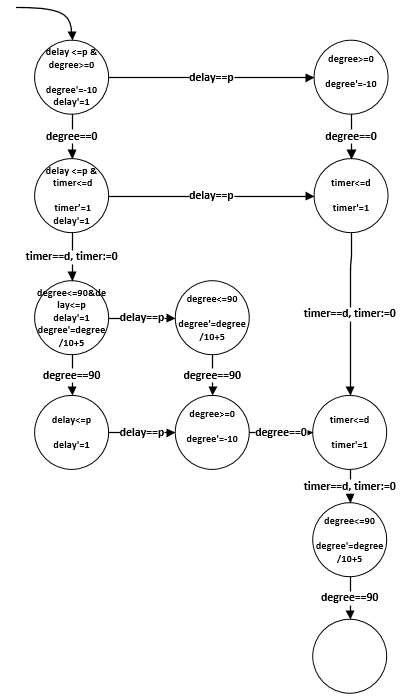 delay <=p &
degree>=0
degree'=-10
delay'=1
delay==p
degree>=0
degree'=-10
degree==0
degree==0
delay <=p &
timer<=d
timer'=1
delay'=1
delay==p
timer<=d
timer'=1
timer==d, timer:=0
degree<=90&de
lay<=p
delay'=1
degree'=degree
/10+5
delay==p
degree<=90
degree'=degree
/10+5
timer==d, timer:=0
degree==90
degree==90
delay<=p
delay'=1
delay==p
degree>=0
degree'=-10
degree==0
timer<=d
timer'=1
timer==d, timer:=0
degree<=90
degree'=degree
/10+5
degree==90